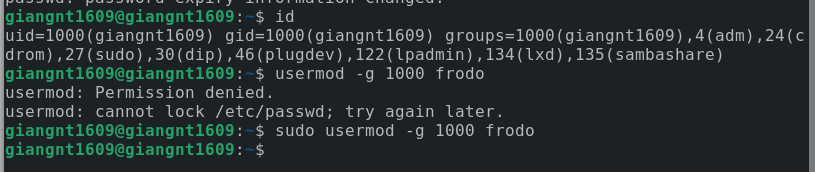 passwd: password expiry information changed.
giangnt1609@giangnt1609:~$ id
uid=1000(giangnt1609) gid=1000(giangnt1609) groups=1000(giangnt1609),4(adm),24(c
drom),27(sudo),30(dip),46(plugdev),122(lpadmin),134(lxd),135(sambashare)
giangnt1609@giangnt1609:~$ usermod -g 1000 frodo
usermod: Permission denied.
usermod: cannot lock /etc/passwd; try again later.
giangnt1609@giangnt1609:~$ sudo usermod -g 1000 frodo
giangnt1609@giangnt1609:~$